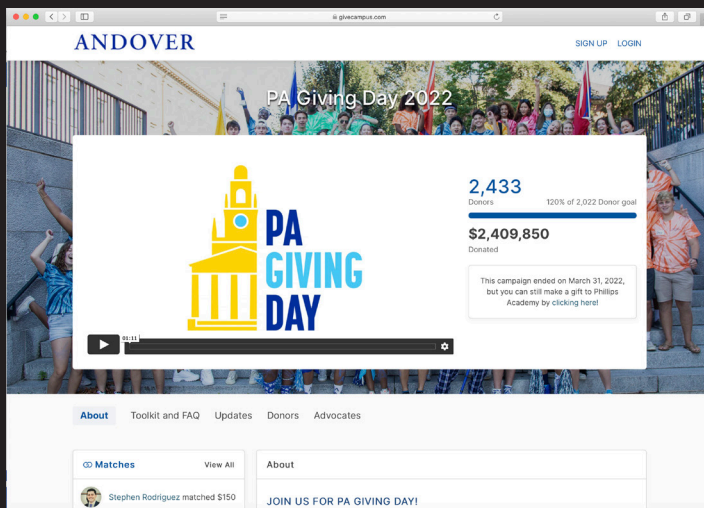 givecampus.com
ANDOVER
SIGN UP LOGIN
PA Giving Day 2022
PA
GIVING
DAY
01:11
2,433
Donors 120% of 2,022 Donor goal
$2,409,850
Donated
This campaign ended on March 31, 2022,
but you can still make a gift to Phillips
Academy by clicking here!
About Toolkit and FAQ Updates Donors Advocates
Matches View All
Stephen Rodriguez matched $150
About
JOIN US FOR PA GIVING DAY!